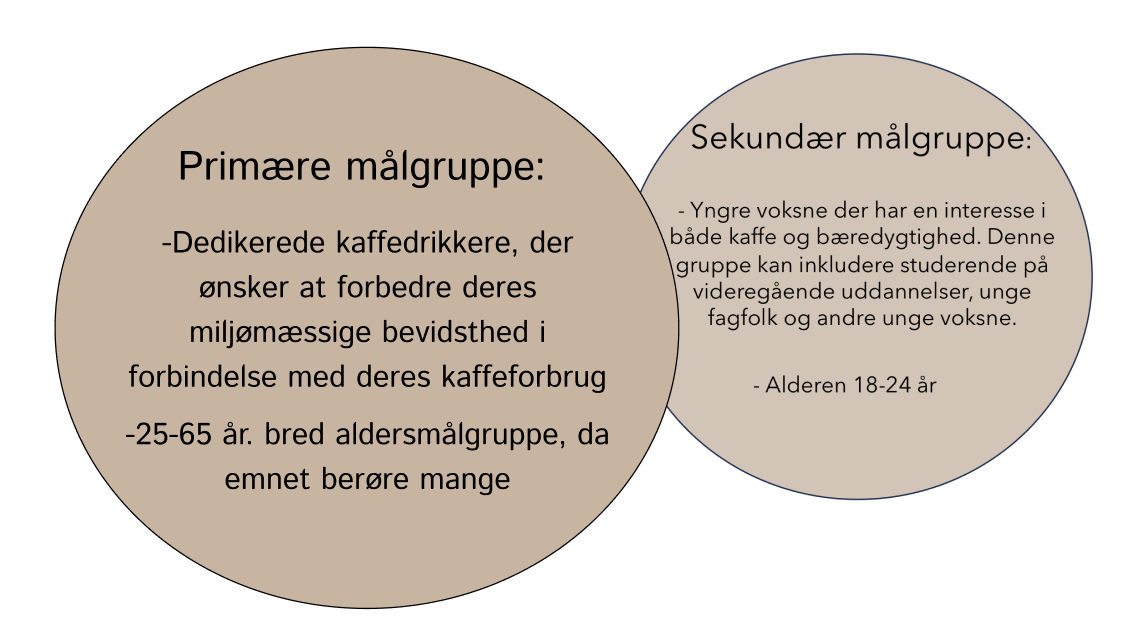 Primære målgruppe:
-Dedikerede kaffedrikkere, der
ønsker at forbedre deres
miljømæssige bevidsthed i
forbindelse med deres kaffeforbrug
-25-65 år. bred aldersmålgruppe, da
emnet berøre mange
Sekundær målgruppe:
- Yngre voksne der har en interesse i
både kaffe og bæredygtighed. Denne
gruppe kan inkludere studerende på
videregående uddannelser, unge
fagfolk og andre unge voksne.
- Alderen 18-24 år